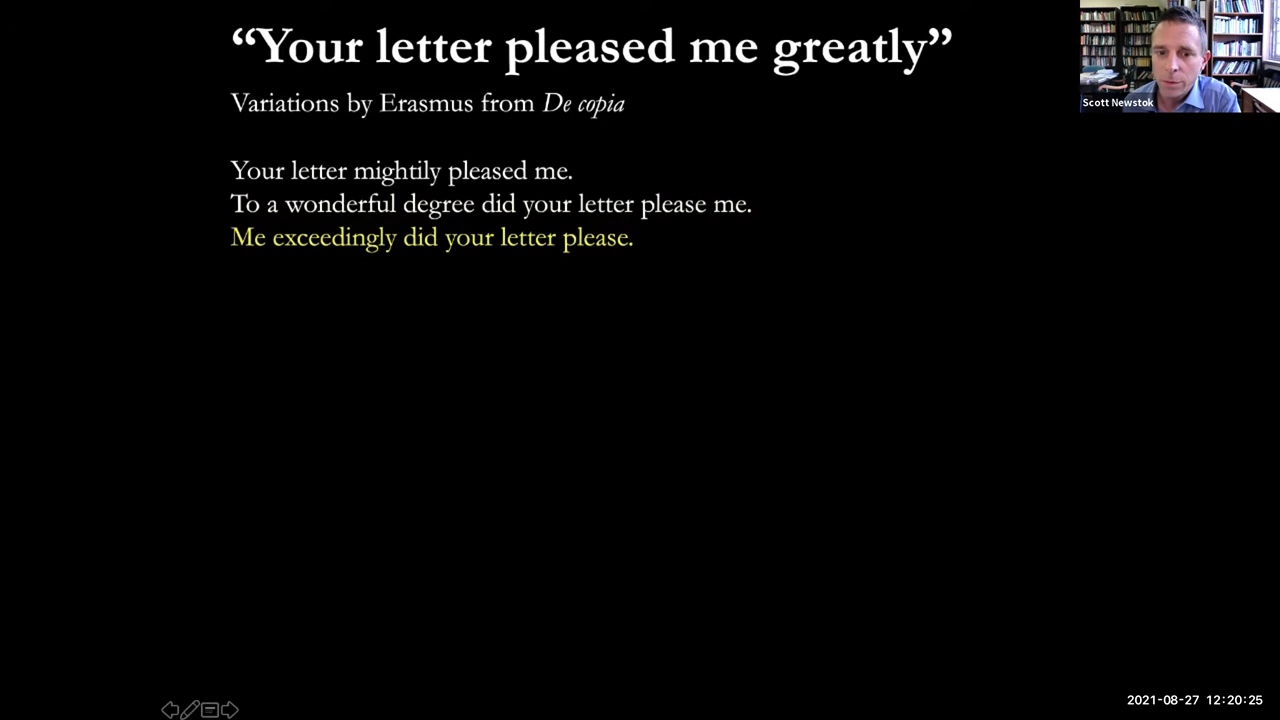 “Your letter pleased me greatly”
Variations by Erasmus from De copia
Your letter mightily pleased me.
To a wonderful degree did your letter please me.
Me exceedingly did your letter please.
Scott Newstok
2021-08-27 12:20:25